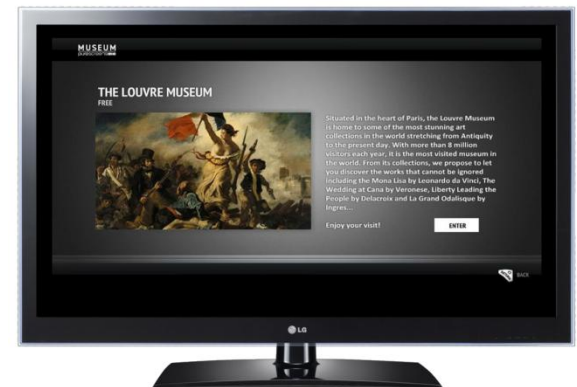 MUSEUM
THE LOUVRE MUSEUM
FREE
Situated in the heart of Paris, the Louvre Museum
is home to some of the most stunning art
collections in the world stretching from Antiquity
to the present day. With more than 8 million
visitors each year, it is the most visited museum in
the world. From its collections, we propose to let
you discover the works that cannot be ignored
including the Mona Lisa by Leonardo da Vinci, The
Wedding at Cana by Veronese, Liberty Leading the
People by Delacroix and La Grand Odalisque by
Ingres...
Enjoy your visit!
ENTER
BACK
LG